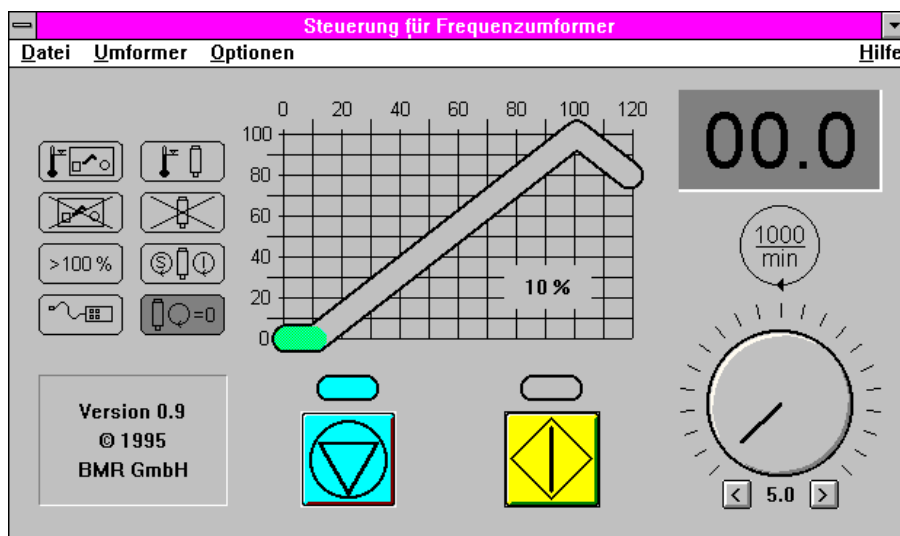 Steuerung für Frequenzumformer
Datei Umformer Optionen Hilfe
0 20 40 60 80 100 120
100
80
60
40
20
0
10 %
>100 %
S
=0
00.0
1000
min
Version 0.9
© 1995
BMR GmbH
< 5.0 >